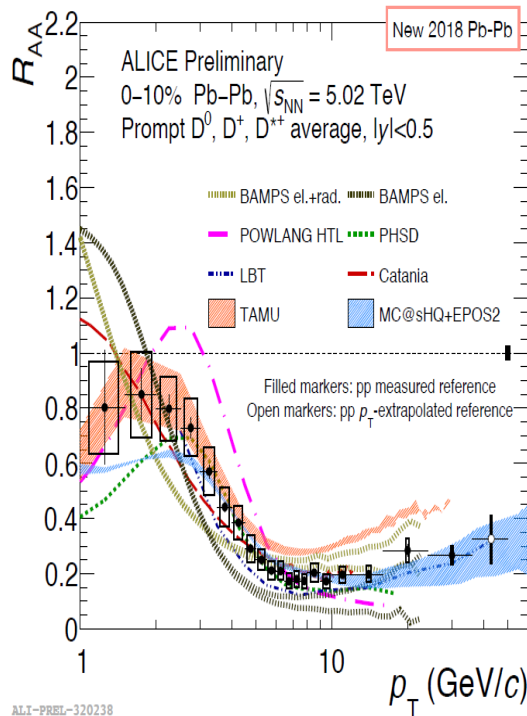 New 2018 Pb-Pb
R_AA
ALICE Preliminary
0–10% Pb–Pb, √s_NN = 5.02 TeV
Prompt D⁰, D⁺, D*⁺ average, |y|<0.5
BAMPS el.+rad. BAMPS el.
POWLANG HTL PHSD
LBT Catania
TAMU MC@sHQ+EPOS2
Filled markers: pp measured reference
Open markers: pp p_T-extrapolated reference
2.2
2
1.8
1.6
1.4
1.2
1
0.8
0.6
0.4
0.2
0
1 10
p_T (GeV/c)
ALI-PREL-320238